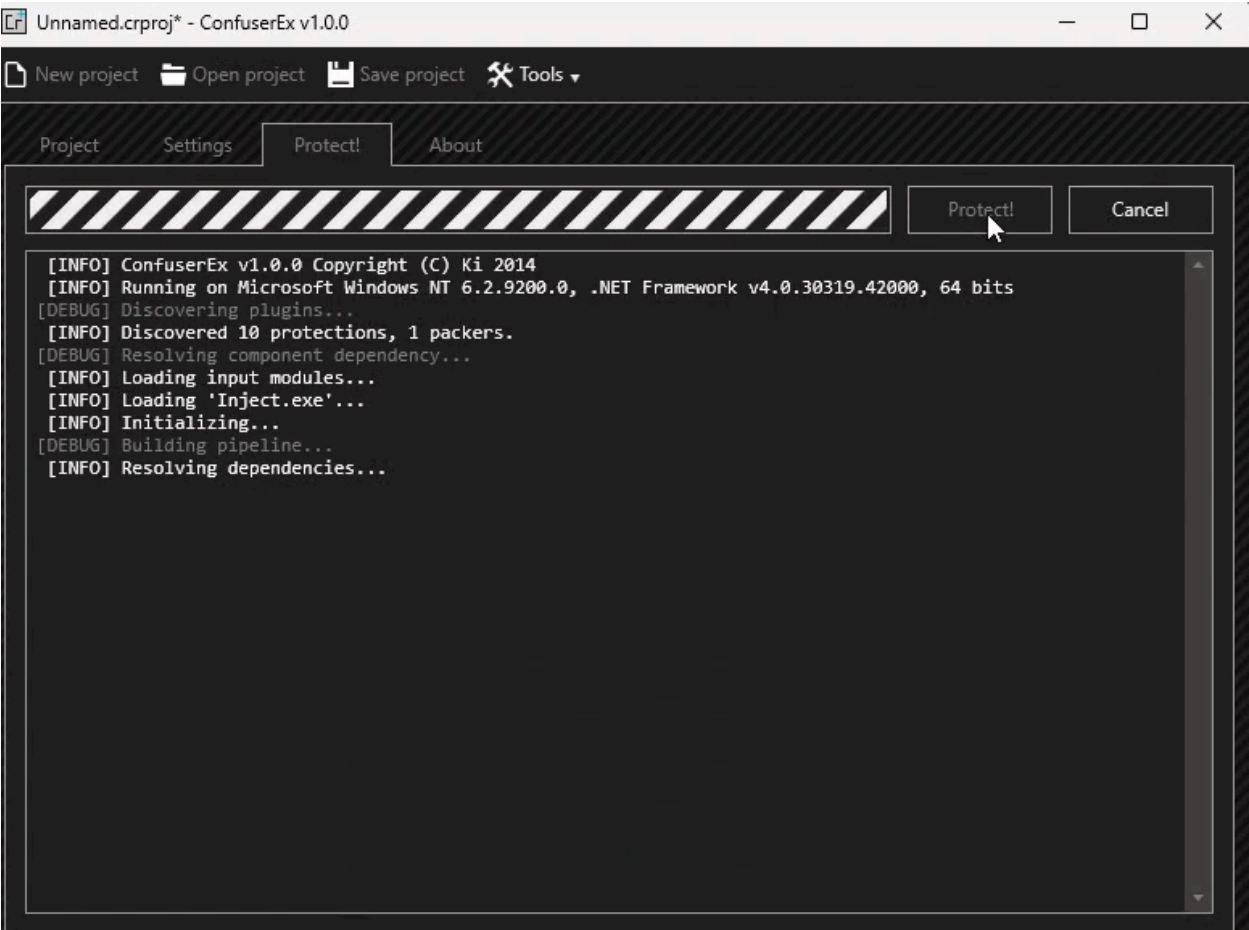 Unnamed.crproj* - ConfuserEx v1.0.0
New project Open project Save project Tools
Project Settings Protect! About
Protect! Cancel
[INFO] ConfuserEx v1.0.0 Copyright (C) Ki 2014
[INFO] Running on Microsoft Windows NT 6.2.9200.0, .NET Framework v4.0.30319.42000, 64 bits
[DEBUG] Discovering plugins...
[INFO] Discovered 10 protections, 1 packers.
[DEBUG] Resolving component dependency...
[INFO] Loading input modules...
[INFO] Loading 'Inject.exe'...
[INFO] Initializing...
[DEBUG] Building pipeline...
[INFO] Resolving dependencies...